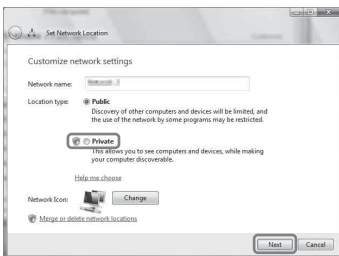 Set Network Location
Customize network settings
Network name:
Location type:
Public
Discovery of other computers and devices will be limited, and
the use of the network by some programs may be restricted.
Private
This allows you to see computers and devices, while making
your computer discoverable.
Help me choose
Network Icon:
Change
Merge or delete network locations
Next
Cancel